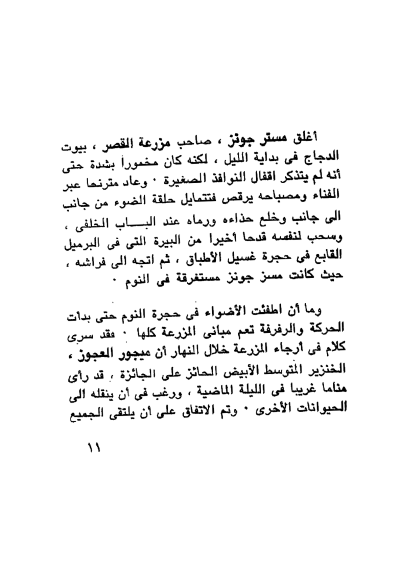 أغلق مستر جونز ، صاحب مزرعة القصر ، بيوت
الدجاج فى بداية الليل ، لكنه كان مخمورا بشدة حتى
أنه لم يتذكر اقفال النوافذ الصغيرة · وعاد مترنحا عبر
الفناء ومصباحه يرقص فتتمايل حلقة الضوء من جانب
الى جانب وخلع حذاءه ورماه عند البـــاب الخلفى ،
وسحب لنفسه قدحا أخيرا من البيرة التى فى البرميل
القابع فى حجرة غسيل الأطباق ، ثم اتجه الى فراشه ،
حيث كانت مسز جونز مستغرقة فى النوم ·
وما أن اطفئت الأضواء فى حجرة النوم حتى بدأت
الحركة والرفرفة تعم مبانى المزرعة كلها · فقد سرى
كلام فى أرجاء المزرعة خلال النهار أن ميجور العجوز ،
الخنزير المتوسط الأبيض الحائز على الجائزة ، قد رأى
مناما غريبا فى الليلة الماضية ، ورغب فى أن ينقله الى
الحيوانات الأخرى · وتم الاتفاق على أن يلتقى الجميع
١١